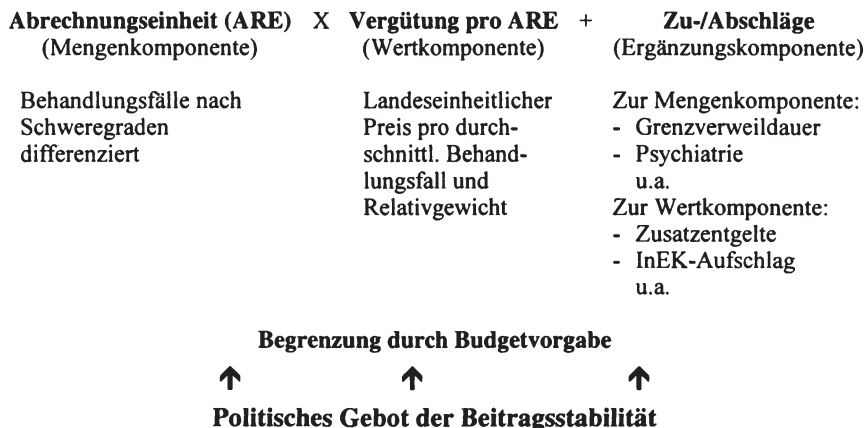 Abrechnungseinheit (ARE) X Vergütung pro ARE + Zu-/Abschläge
(Mengenkomponente) (Wertkomponente) (Ergänzungskomponente)
Behandlungsfälle nach
Schweregraden
differenziert
Landeseinheitlicher
Preis pro durch-
schnittl. Behand-
lungsfall und
Relativgewicht
Zur Mengenkomponente:
- Grenzverweildauer
- Psychiatrie
u.a.
Zur Wertkomponente:
- Zusatzentgelte
- InEK-Aufschlag
u.a.
Begrenzung durch Budgetvorgabe
Politisches Gebot der Beitragsstabilität